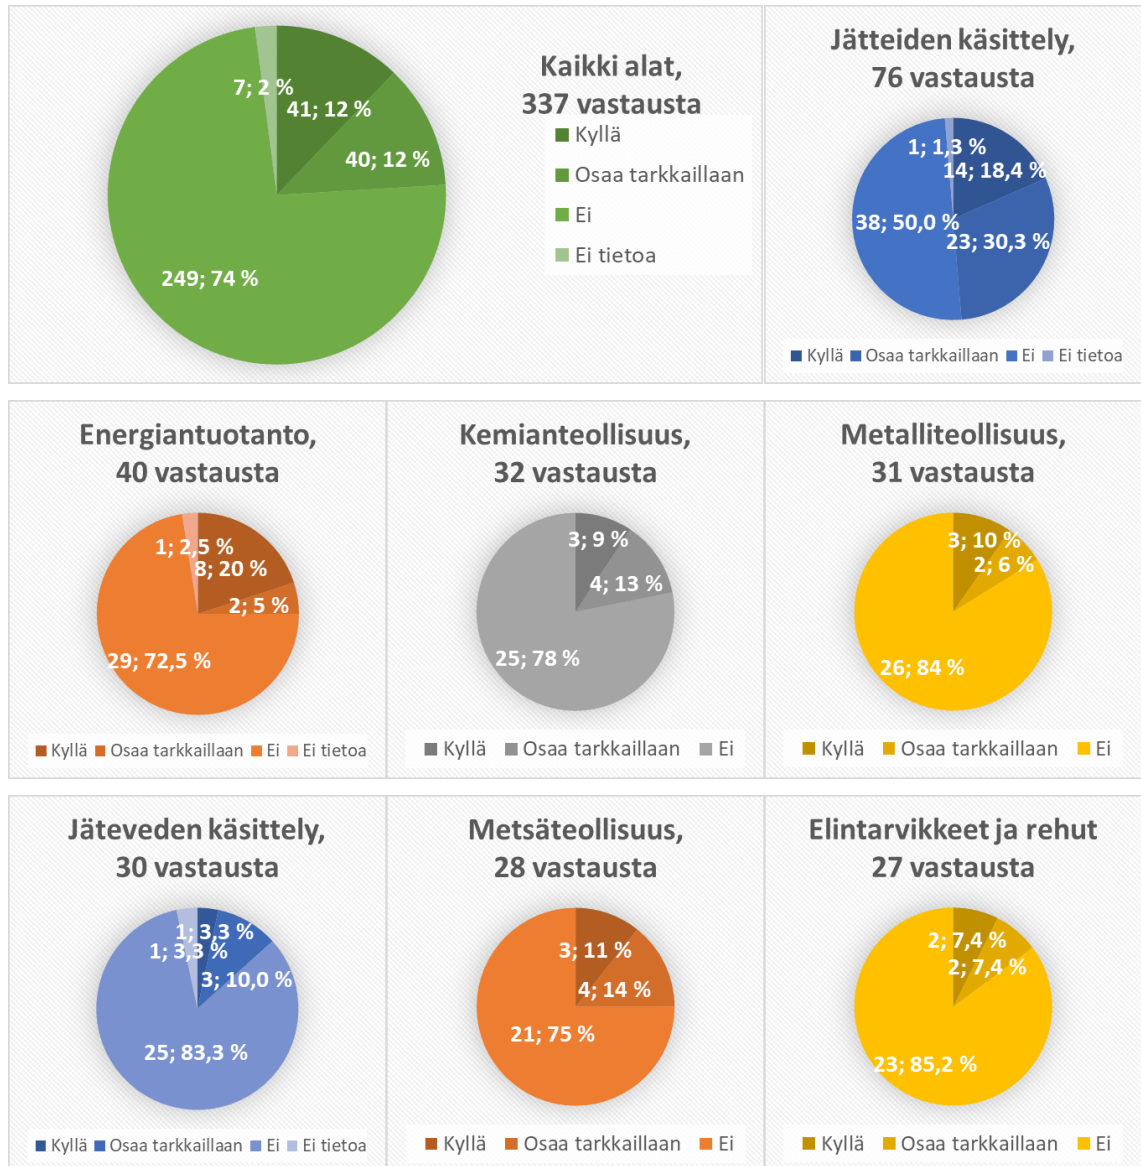 Kaikki alat,
337 vastausta
7; 2 %
41; 12 %
40; 12 %
249; 74 %
Kyllä
Osaa tarkkaillaan
Ei
Ei tietoa
Jätteiden käsittely,
76 vastausta
1; 1,3 %
14; 18,4 %
38; 50,0 %
23; 30,3 %
Kyllä Osaa tarkkaillaan Ei Ei tietoa
Energiantuotanto,
40 vastausta
1; 2,5 %
8; 20 %
2; 5 %
29; 72,5 %
Kyllä Osaa tarkkaillaan Ei Ei tietoa
Kemianteollisuus,
32 vastausta
3; 9 %
4; 13 %
25; 78 %
Kyllä Osaa tarkkaillaan Ei
Metalliteollisuus,
31 vastausta
3; 10 %
2; 6 %
26; 84 %
Kyllä Osaa tarkkaillaan Ei
Jäteveden käsittely,
30 vastausta
1; 3,3 %
1; 3,3 %
3; 10,0 %
25; 83,3 %
Kyllä Osaa tarkkaillaan Ei Ei tietoa
Metsäteollisuus,
28 vastausta
3; 11 %
4; 14 %
21; 75 %
Kyllä Osaa tarkkaillaan Ei
Elintarvikkeet ja rehut
27 vastausta
2; 7,4 %
2; 7,4 %
23; 85,2 %
Kyllä Osaa tarkkaillaan Ei